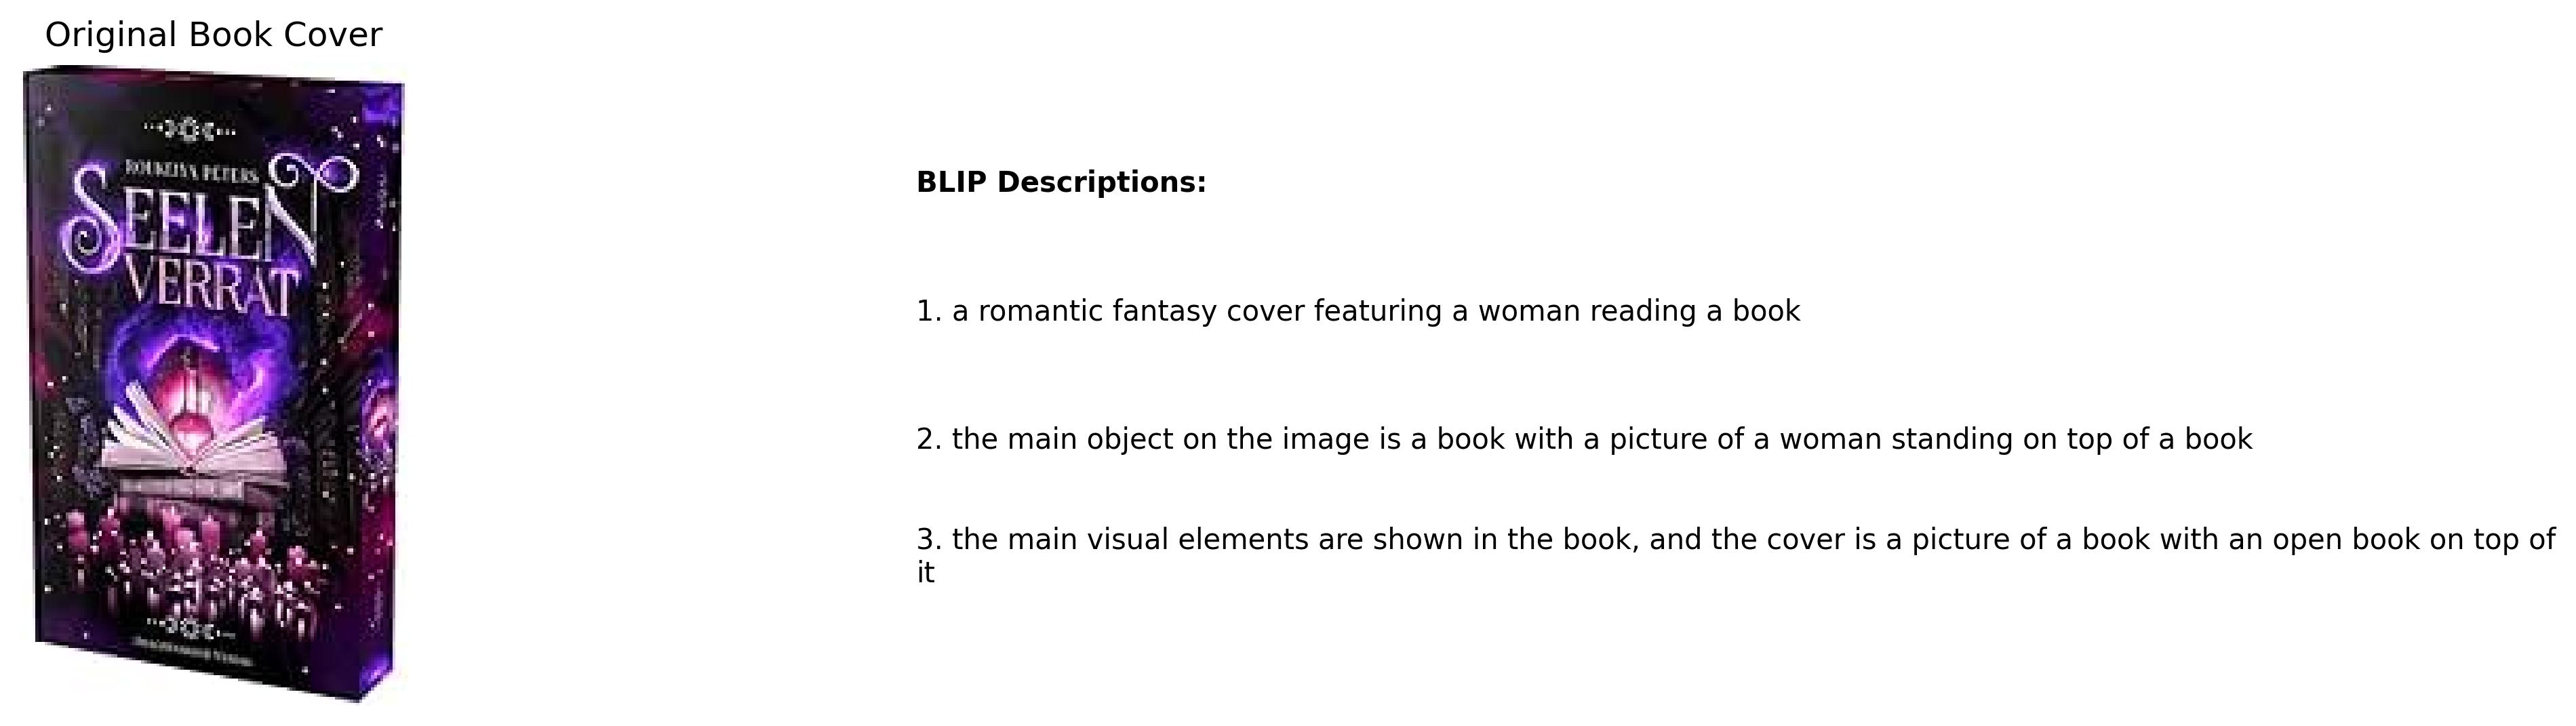 Original Book Cover
SEELEN
VERRAT
PETERS
BLIP Descriptions:
1. a romantic fantasy cover featuring a woman reading a book
2. the main object on the image is a book with a picture of a woman standing on top of a book
3. the main visual elements are shown in the book, and the cover is a picture of a book with an open book on top of
it